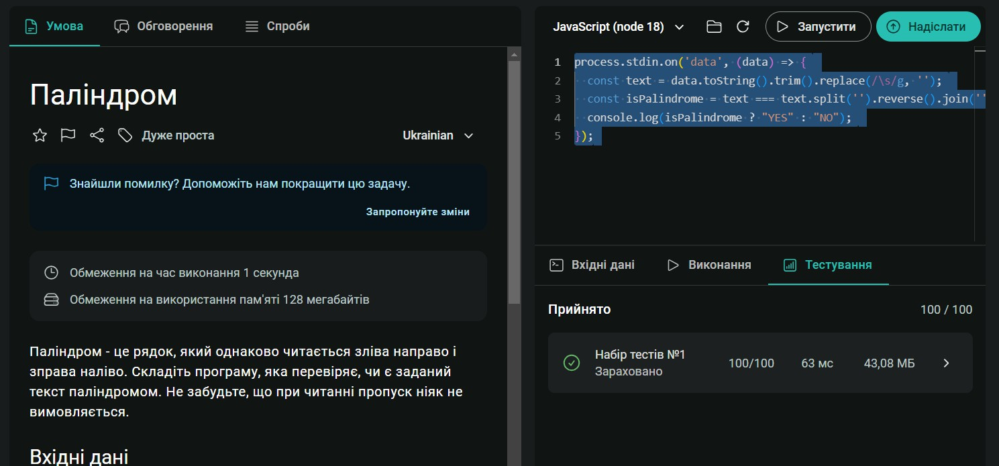 Умова
Обговорення
Спроби
Паліндром
Дуже проста
Ukrainian
Знайшли помилку? Допоможіть нам покращити цю задачу.
Запропонуйте зміни
Обмеження на час виконання 1 секунда
Обмеження на використання пам'яті 128 мегабайтів
Паліндром - це рядок, який однаково читається зліва направо і
зправа наліво. Складіть програму, яка перевіряє, чи є заданий
текст паліндромом. Не забудьте, що при читанні пропуск ніяк не
вимовляється.
Вхідні дані
JavaScript (node 18)
Запустити
Надіслати
1 process.stdin.on('data', (data) => {
2 const text = data.toString().trim().replace(/\s/g, '');
3 const isPalindrome = text === text.split('').reverse().join(''
4 console.log(isPalindrome ? "YES" : "NO");
5 });
Вхідні дані
Виконання
Тестування
Прийнято
100 / 100
Набір тестів №1
Зараховано
100/100
63 мс
43,08 МБ